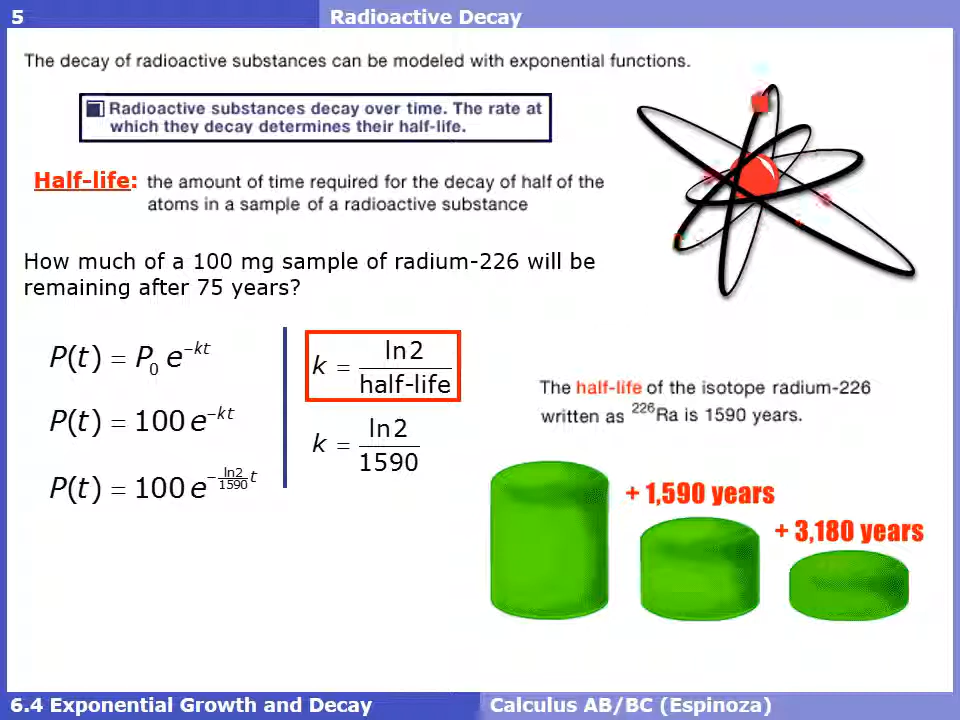 5
Radioactive Decay
The decay of radioactive substances can be modeled with exponential functions.
Radioactive substances decay over time. The rate at
which they decay determines their half-life.
Half-life: the amount of time required for the decay of half of the
atoms in a sample of a radioactive substance
How much of a 100 mg sample of radium-226 will be
remaining after 75 years?
P(t) = P₀ e^{−kt}
P(t) = 100 e^{−kt}
P(t) = 100 e^{−(ln2/1590) t}
k = ln2/half-life
k = ln2/1590
The half-life of the isotope radium-226
written as ²²⁶Ra is 1590 years.
+ 1,590 years
+ 3,180 years
6.4 Exponential Growth and Decay
Calculus AB/BC (Espinoza)